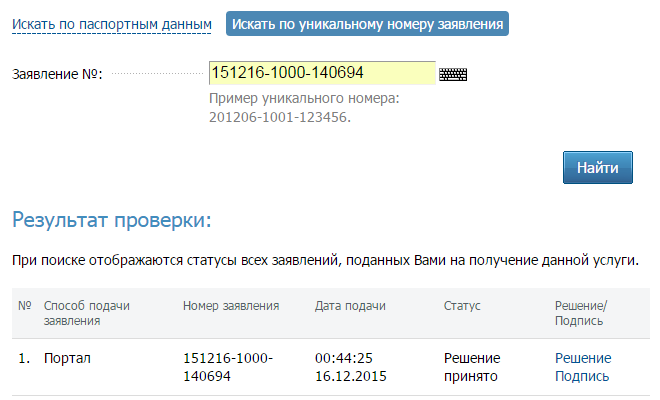 Искать по паспортным данным Искать по уникальному номеру заявления
Заявление №: 151216-1000-140694
Пример уникального номера:
201206-1001-123456.
Найти
Результат проверки:
При поиске отображаются статусы всех заявлений, поданных Вами на получение данной услуги.
№ Способ подачи Номер заявления Дата подачи Статус Решение/
заявления Подпись
1. Портал 151216-1000- 00:44:25 Решение Решение
140694 16.12.2015 принято Подпись